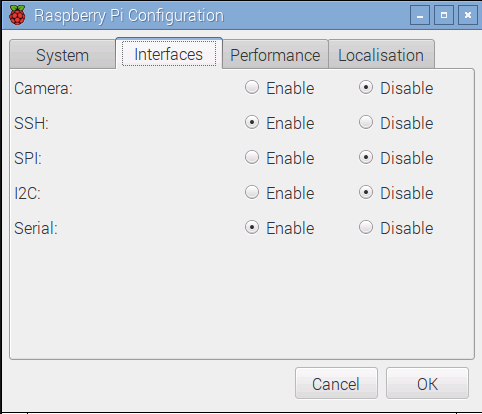 Raspberry Pi Configuration
System Interfaces Performance Localisation
Camera: Enable Disable
SSH: Enable Disable
SPI: Enable Disable
I2C: Enable Disable
Serial: Enable Disable
Cancel OK